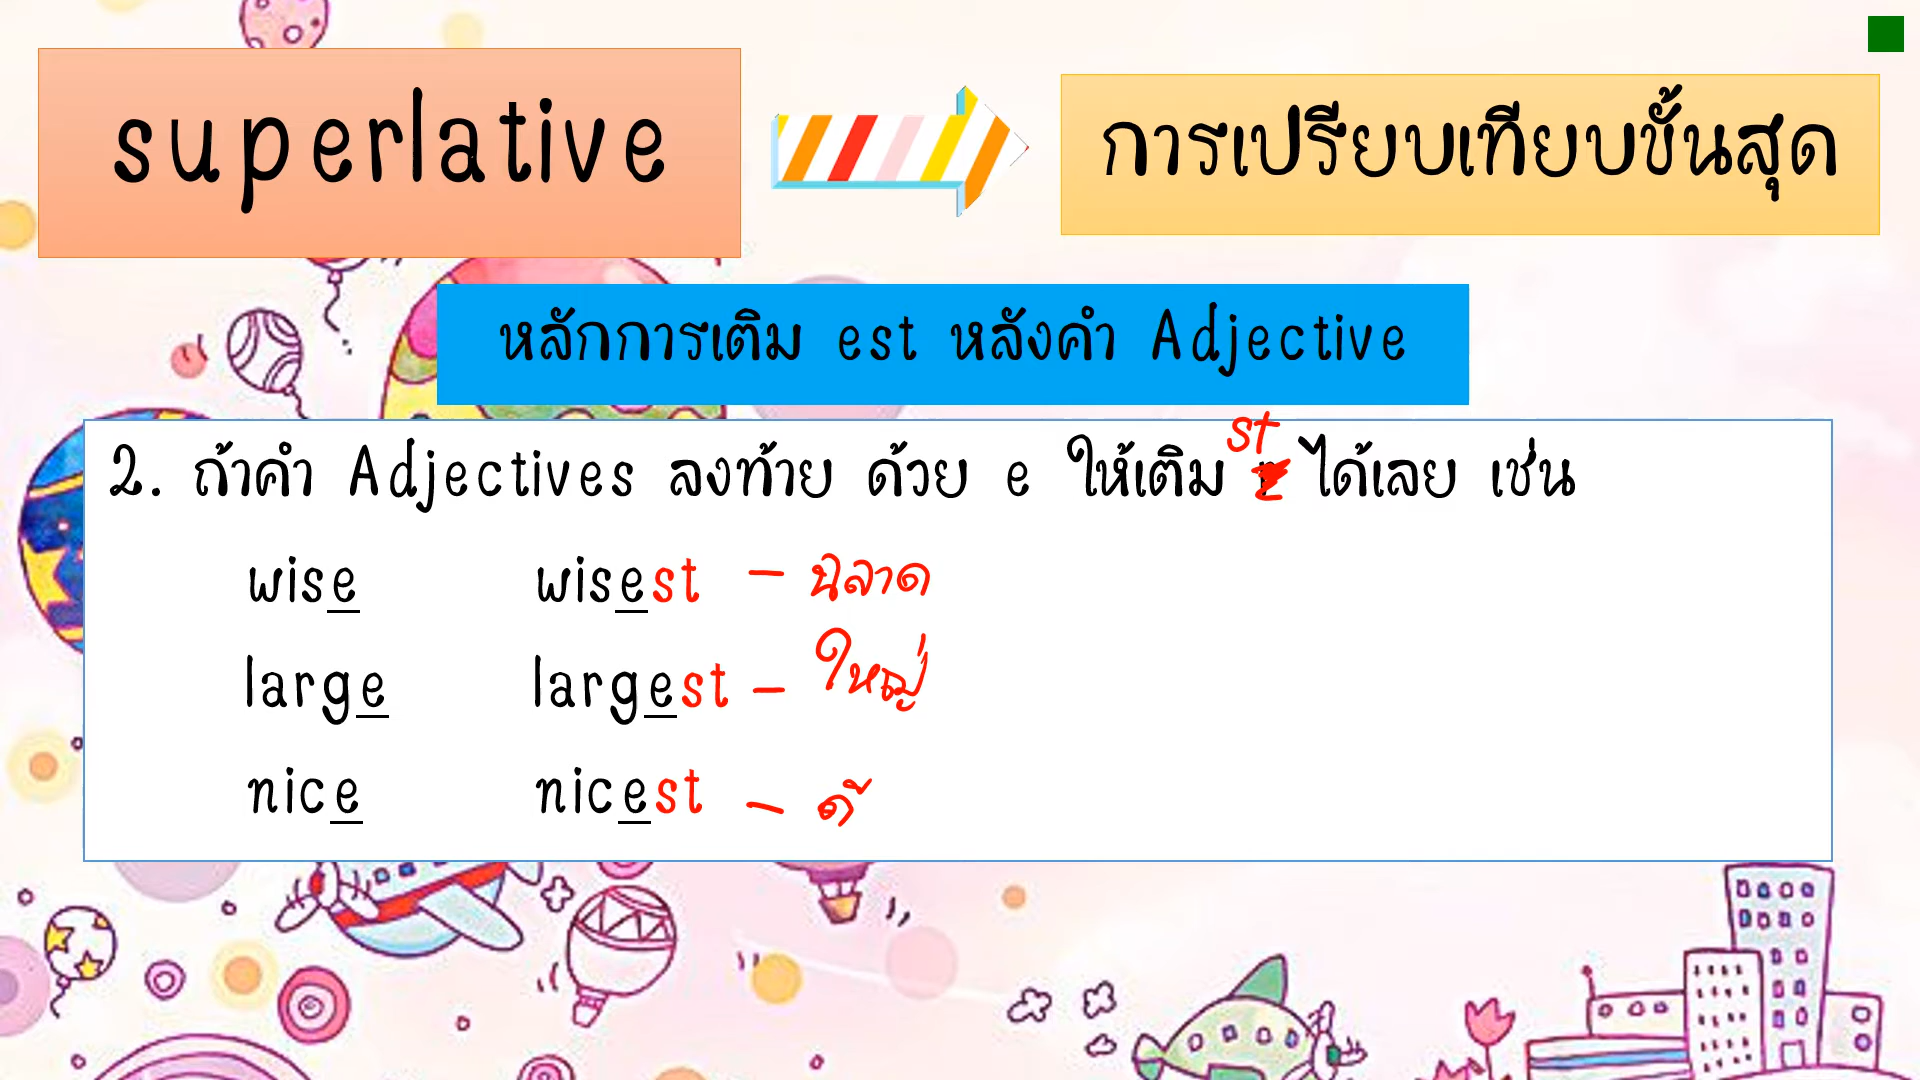 superlative
การเปรียบเทียบขั้นสุด
หลักการเติม est หลังคำ Adjective
2. ถ้าคำ Adjectives ลงท้าย ด้วย e ให้เติม st ได้เลย เช่น
wise wisest - ฉลาด
large largest - ใหญ่
nice nicest - ดี